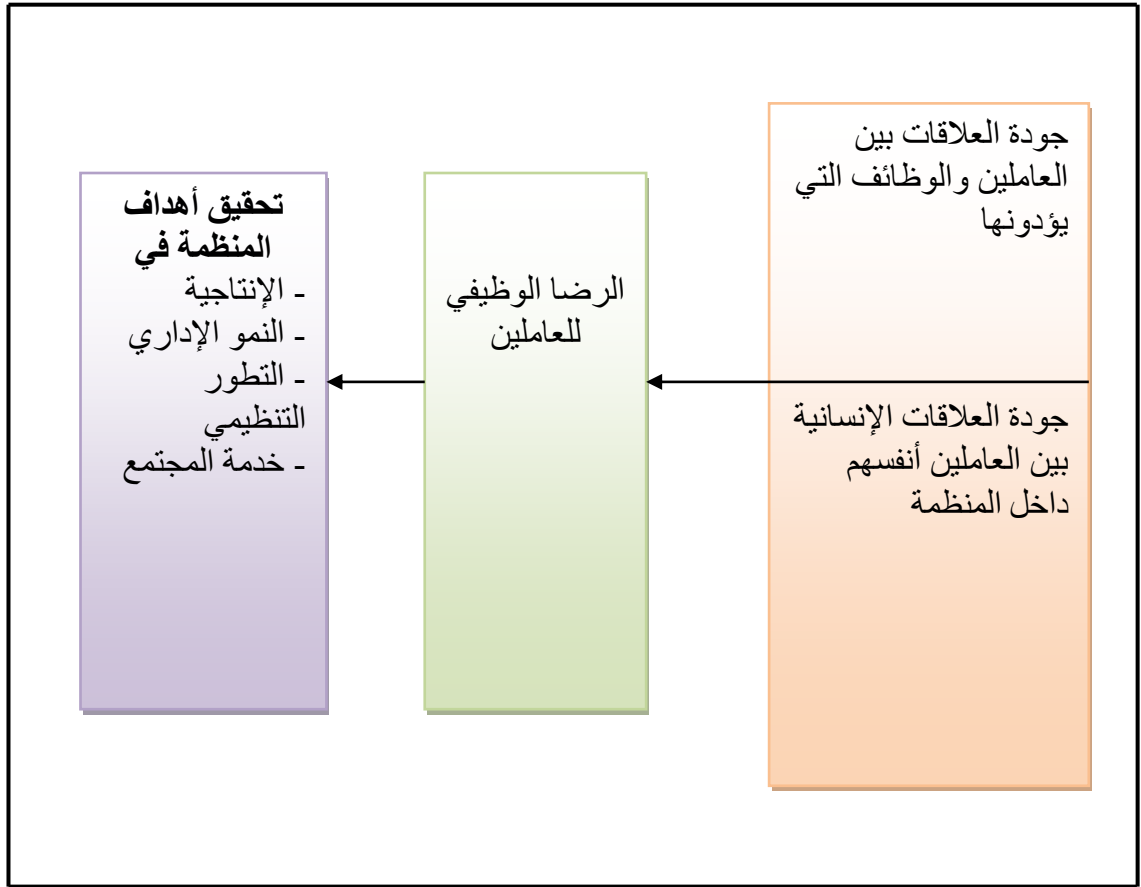 جودة العلاقات بين
العاملين والوظائف التي
يؤدونها
جودة العلاقات الإنسانية
بين العاملين أنفسهم
داخل المنظمة
الرضا الوظيفي
للعاملين
تحقيق أهداف
المنظمة في
- الإنتاجية
- النمو الإداري
- التطور
التنظيمي
- خدمة المجتمع